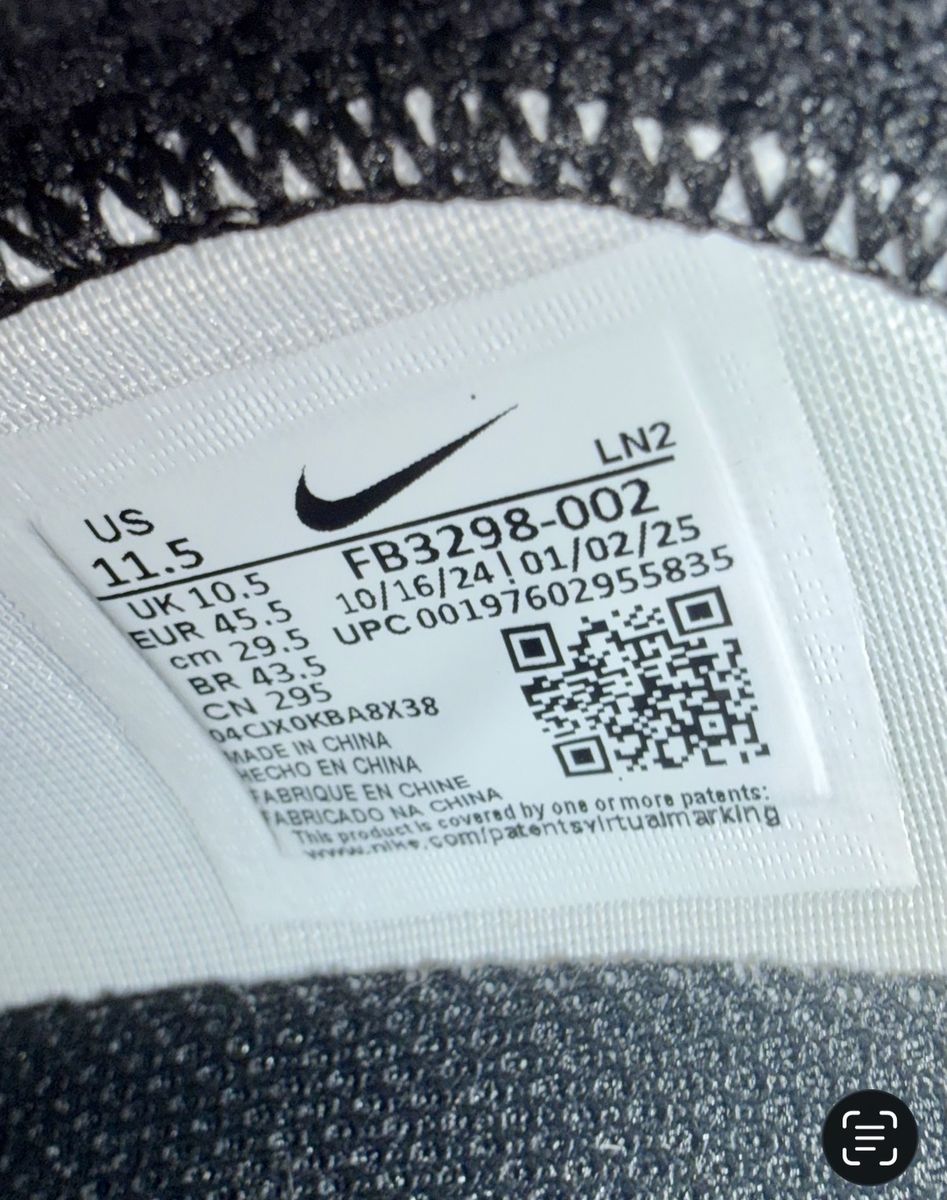 LN2
US
11.5
FB3298-002
10/16/24 | 01/02/25
UPC 00197602955835
UK 10.5
EUR 45.5
cm 29.5
BR 43.5
CN 295
04CJX0KBA8X38
MADE IN CHINA
HECHO EN CHINA
FABRIQUE EN CHINE
FABRICADO NA CHINA
This product is covered by one or more patents:
www.nike.com/patentsvirtualmarking